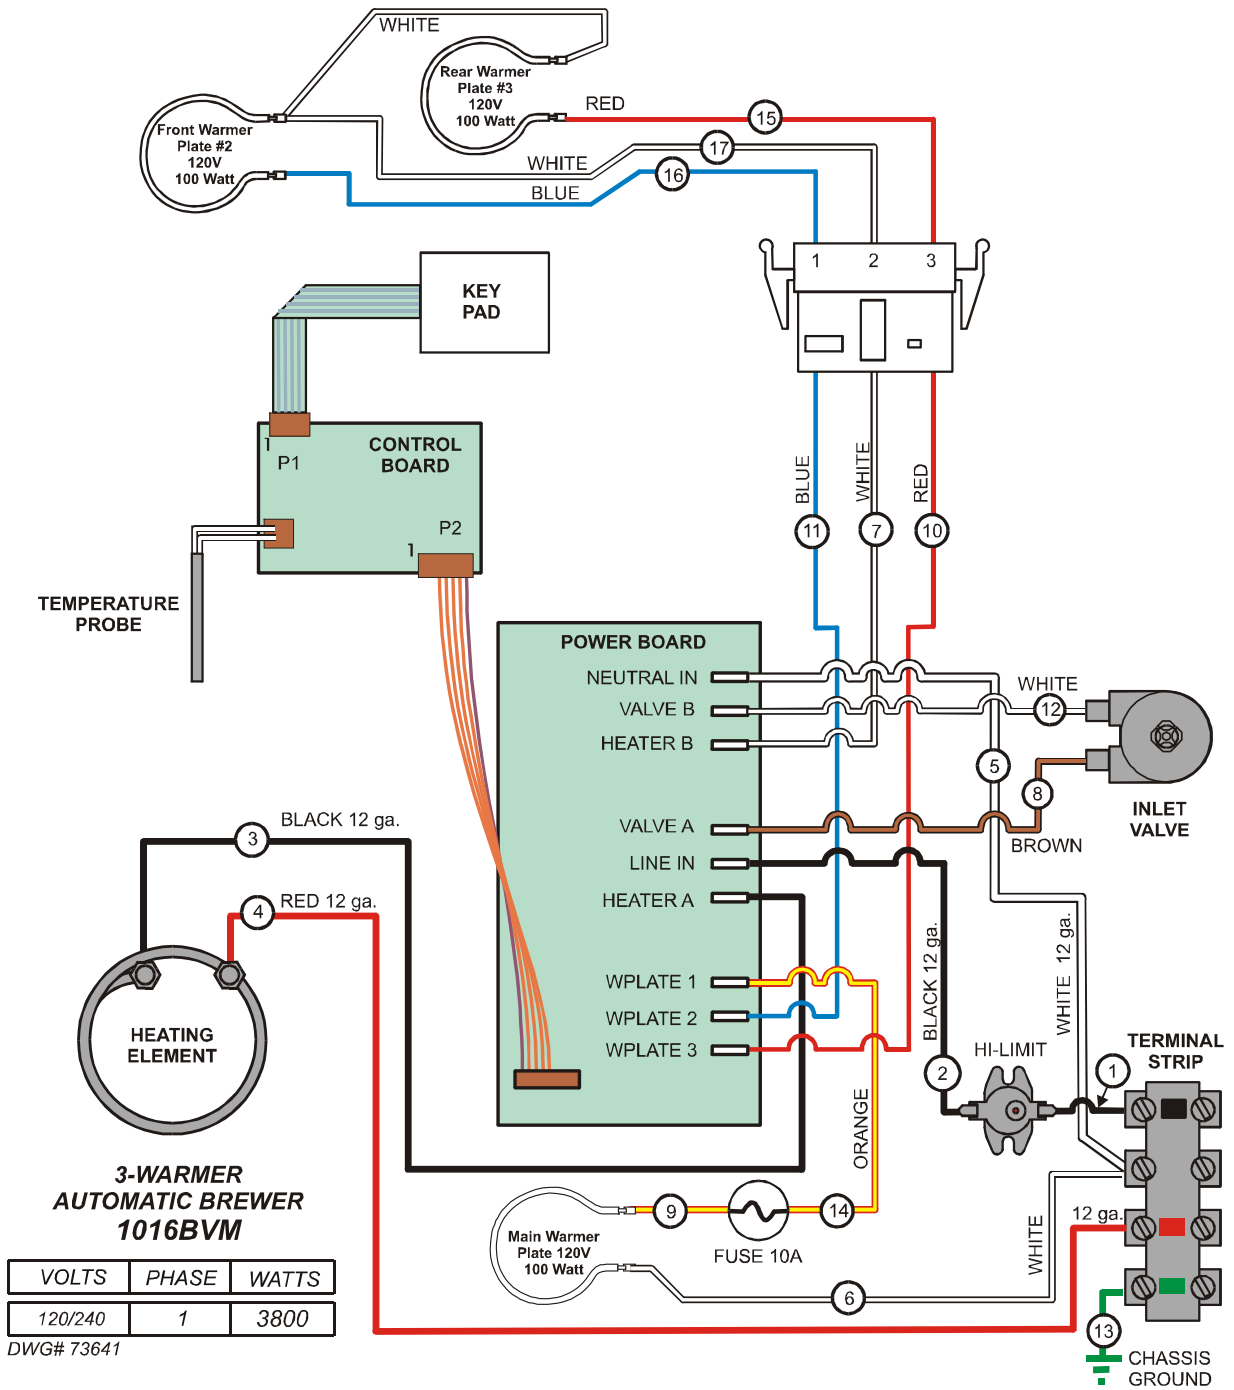 WHITE
Rear Warmer
Plate #3
120V
100 Watt
RED
15
Front Warmer
Plate #2
120V
100 Watt
WHITE
17
16
BLUE
1 2 3
KEY
PAD
1
P1
CONTROL
BOARD
P2
1
BLUE
WHITE
RED
11
7
10
TEMPERATURE
PROBE
POWER BOARD
NEUTRAL IN
VALVE B
HEATER B
VALVE A
LINE IN
HEATER A
WPLATE 1
WPLATE 2
WPLATE 3
WHITE
12
5
8
INLET
VALVE
BROWN
3
BLACK 12 ga.
4
RED 12 ga.
HEATING
ELEMENT
BLACK 12 ga.
WHITE 12 ga.
2
HI-LIMIT
1
TERMINAL
STRIP
ORANGE
3-WARMER
AUTOMATIC BREWER
1016BVM
9
14
FUSE 10A
Main Warmer
Plate 120V
100 Watt
12 ga.
WHITE
6
VOLTS PHASE WATTS
120/240 1 3800
DWG# 73641
13
CHASSIS
GROUND